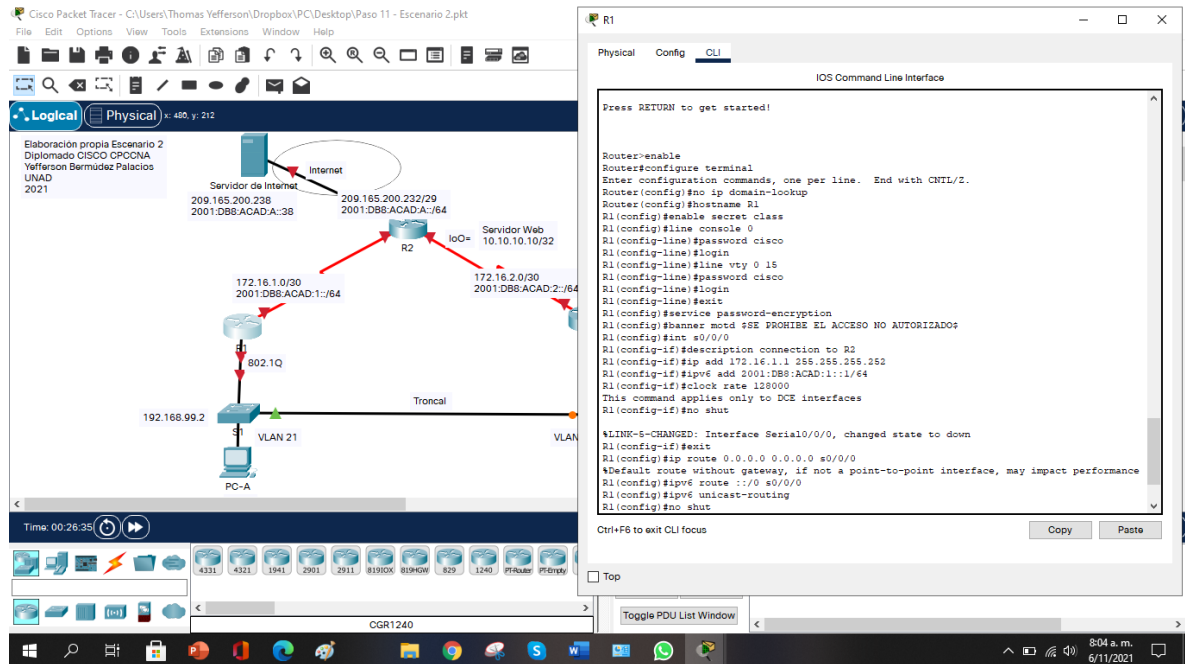 Cisco Packet Tracer - C:\Users\Thomas Yefferson\Dropbox\PC\Desktop\Paso 11 - Escenario 2.pkt
File Edit Options View Tools Extensions Window Help
Logical
Physical
x: 480, y: 212
Elaboración propia Escenario 2
Diplomado CISCO CPCCNA
Yefferson Bermúdez Palacios
UNAD
2021
Internet
Servidor de Internet
209.165.200.238
2001:DB8:ACAD:A::38
209.165.200.232/29
2001:DB8:ACAD:A::/64
R2
loO=
Servidor Web
10.10.10.10/32
172.16.1.0/30
2001:DB8:ACAD:1::/64
172.16.2.0/30
2001:DB8:ACAD:2::/64
R1
802.1Q
Troncal
192.168.99.2
S1
VLAN 21
VLAN
PC-A
Time: 00:26:35
4331 4321 1941 2901 2911 819IOX 819HGW 829 1240 PT-Router PT-Empty
CGR1240
R1
Physical Config CLI
IOS Command Line Interface
Press RETURN to get started!
Router>enable
Router#configure terminal
Enter configuration commands, one per line. End with CNTL/Z.
Router(config)#no ip domain-lookup
Router(config)#hostname R1
R1(config)#enable secret class
R1(config)#line console 0
R1(config-line)#password cisco
R1(config-line)#login
R1(config-line)#line vty 0 15
R1(config-line)#password cisco
R1(config-line)#login
R1(config-line)#exit
R1(config)#service password-encryption
R1(config)#banner motd $SE PROHIBE EL ACCESO NO AUTORIZADO$
R1(config)#int s0/0/0
R1(config-if)#description connection to R2
R1(config-if)#ip add 172.16.1.1 255.255.255.252
R1(config-if)#ipv6 add 2001:DB8:ACAD:1::1/64
R1(config-if)#clock rate 128000
This command applies only to DCE interfaces
R1(config-if)#no shut
%LINK-5-CHANGED: Interface Serial0/0/0, changed state to down
R1(config-if)#exit
R1(config)#ip route 0.0.0.0 0.0.0.0 s0/0/0
%Default route without gateway, if not a point-to-point interface, may impact performance
R1(config)#ipv6 route ::/0 s0/0/0
R1(config)#ipv6 unicast-routing
R1(config)#no shut
Ctrl+F6 to exit CLI focus
Copy
Paste
Top
Toggle PDU List Window
8:04 a. m.
6/11/2021